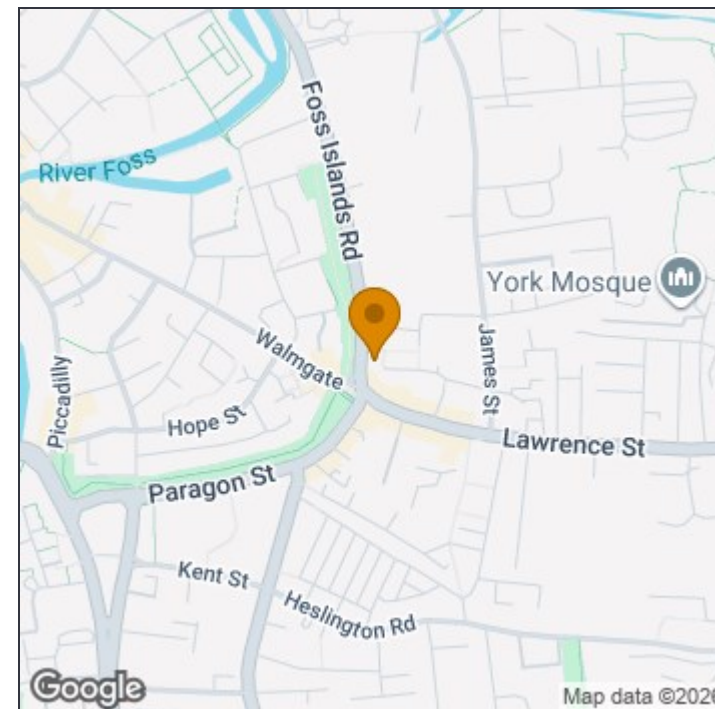 Foss Islands Rd
River Foss
York Mosque
Walmgate
James St
Piccadilly
Hope St
Lawrence St
Paragon St
Kent St
Heslington Rd
Google
Map data ©2026